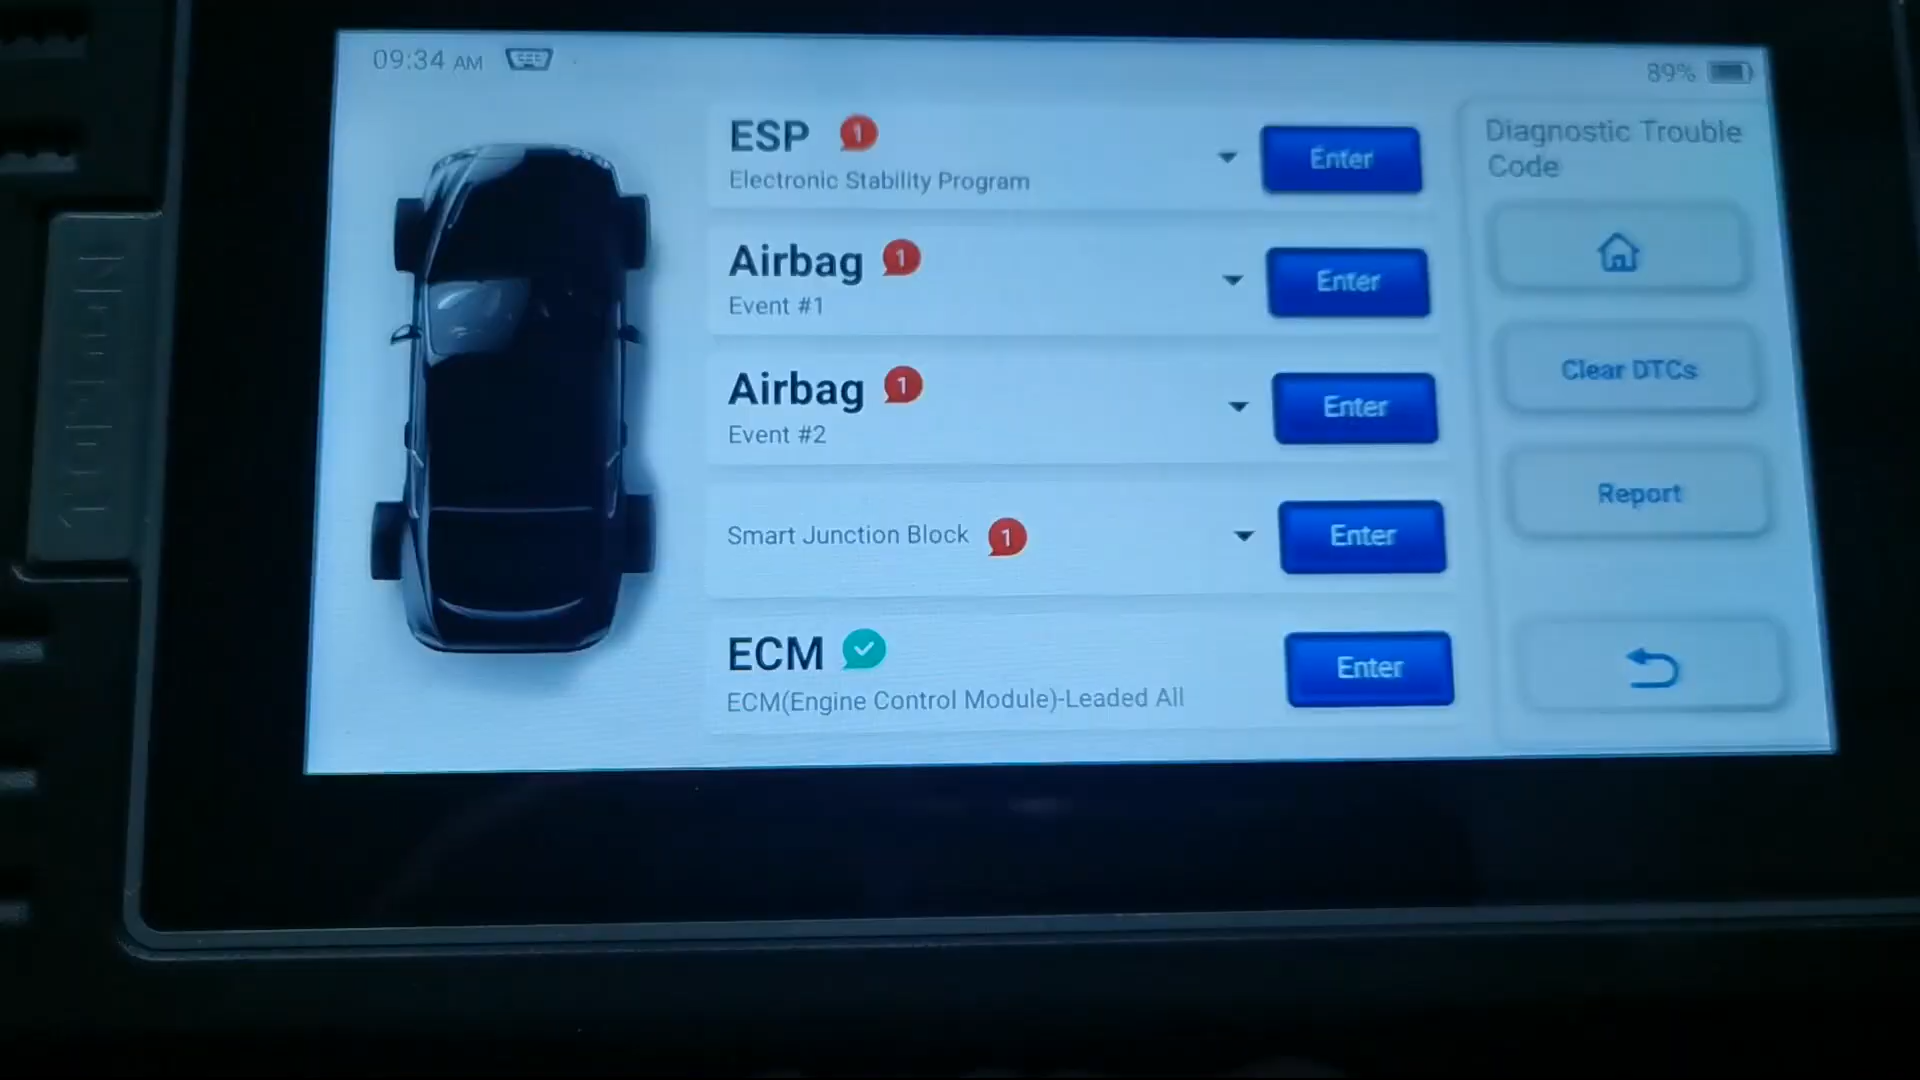 09:34 AM
89%
ESP 1
Electronic Stability Program
Enter
Airbag 1
Event #1
Enter
Airbag 1
Event #2
Enter
Smart Junction Block 1
Enter
ECM
ECM(Engine Control Module)-Leaded All
Enter
Diagnostic Trouble
Code
Clear DTCs
Report